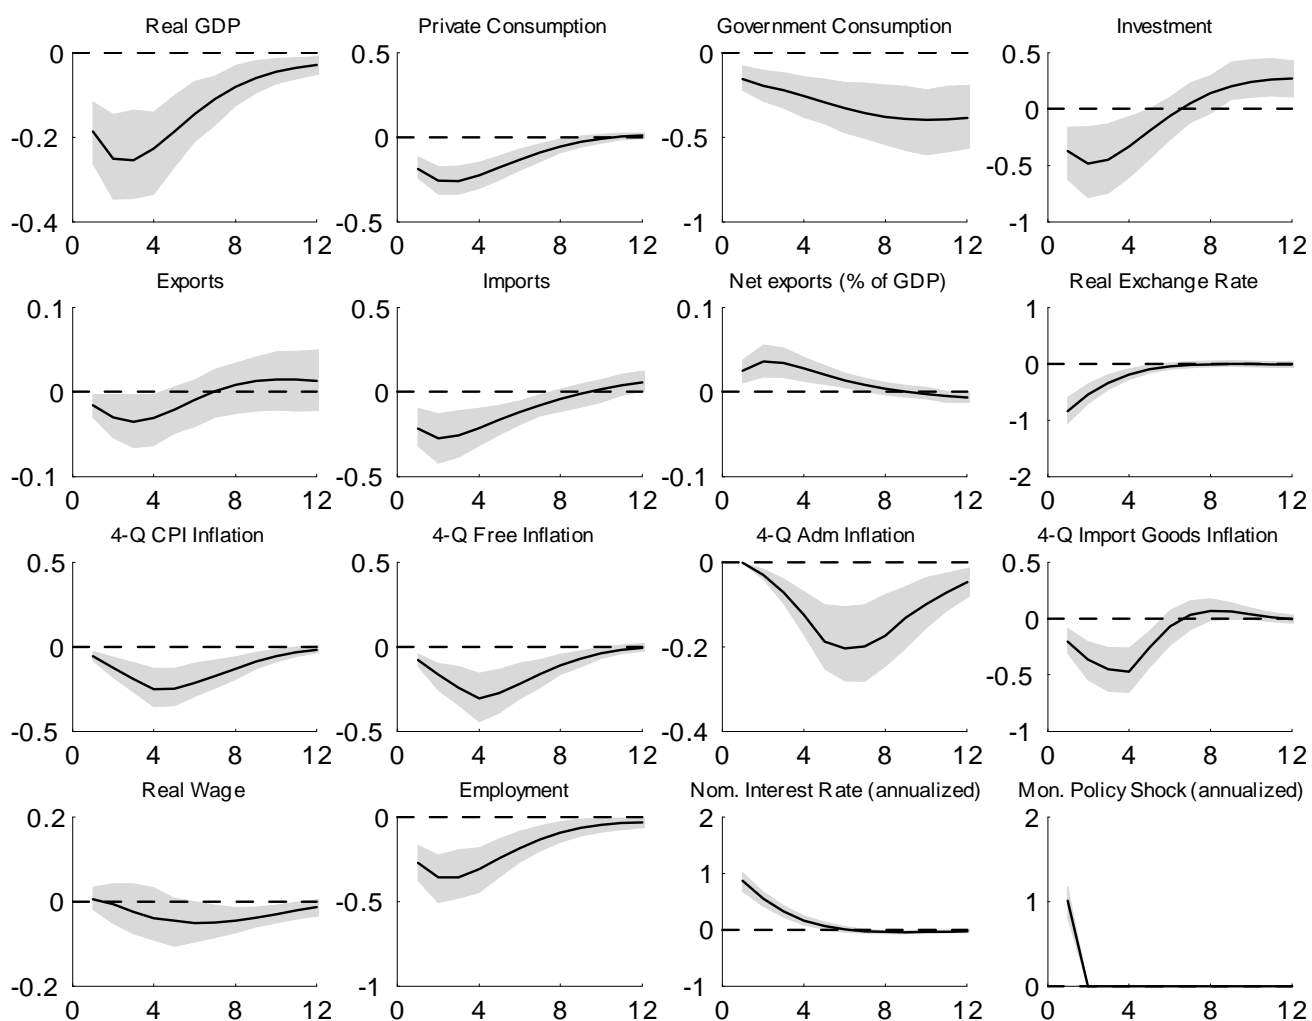 Real GDP
Private Consumption
Government Consumption
Investment
0
-0.2
-0.4
0 4 8 12
0.5
0
-0.5
0 4 8 12
0
-0.5
-1
0 4 8 12
0.5
0
-0.5
-1
0 4 8 12
Exports
Imports
Net exports (% of GDP)
Real Exchange Rate
0.1
0
-0.1
0 4 8 12
0.5
0
-0.5
0 4 8 12
0.1
0
-0.1
0 4 8 12
1
0
-1
-2
0 4 8 12
4-Q CPI Inflation
4-Q Free Inflation
4-Q Adm Inflation
4-Q Import Goods Inflation
0.5
0
-0.5
0 4 8 12
0.5
0
-0.5
0 4 8 12
0
-0.2
-0.4
0 4 8 12
0.5
0
-0.5
-1
0 4 8 12
Real Wage
Employment
Nom. Interest Rate (annualized)
Mon. Policy Shock (annualized)
0.2
0
-0.2
0 4 8 12
0
-0.5
-1
0 4 8 12
2
1
0
-1
0 4 8 12
2
1
0
0 4 8 12